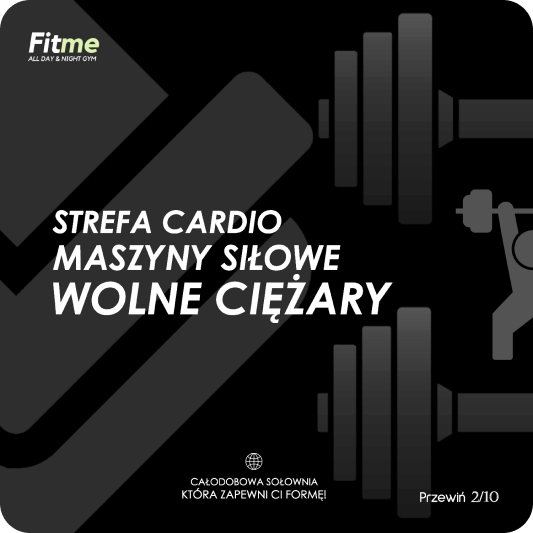 Fitme
ALL DAY & NIGHT GYM
STREFA CARDIO
MASZYNY SIŁOWE
WOLNE CIĘŻARY
CAŁODOBOWA SOŁOWNIA
KTÓRA ZAPEWNI CI FORMĘ!
Przewiń 2/10